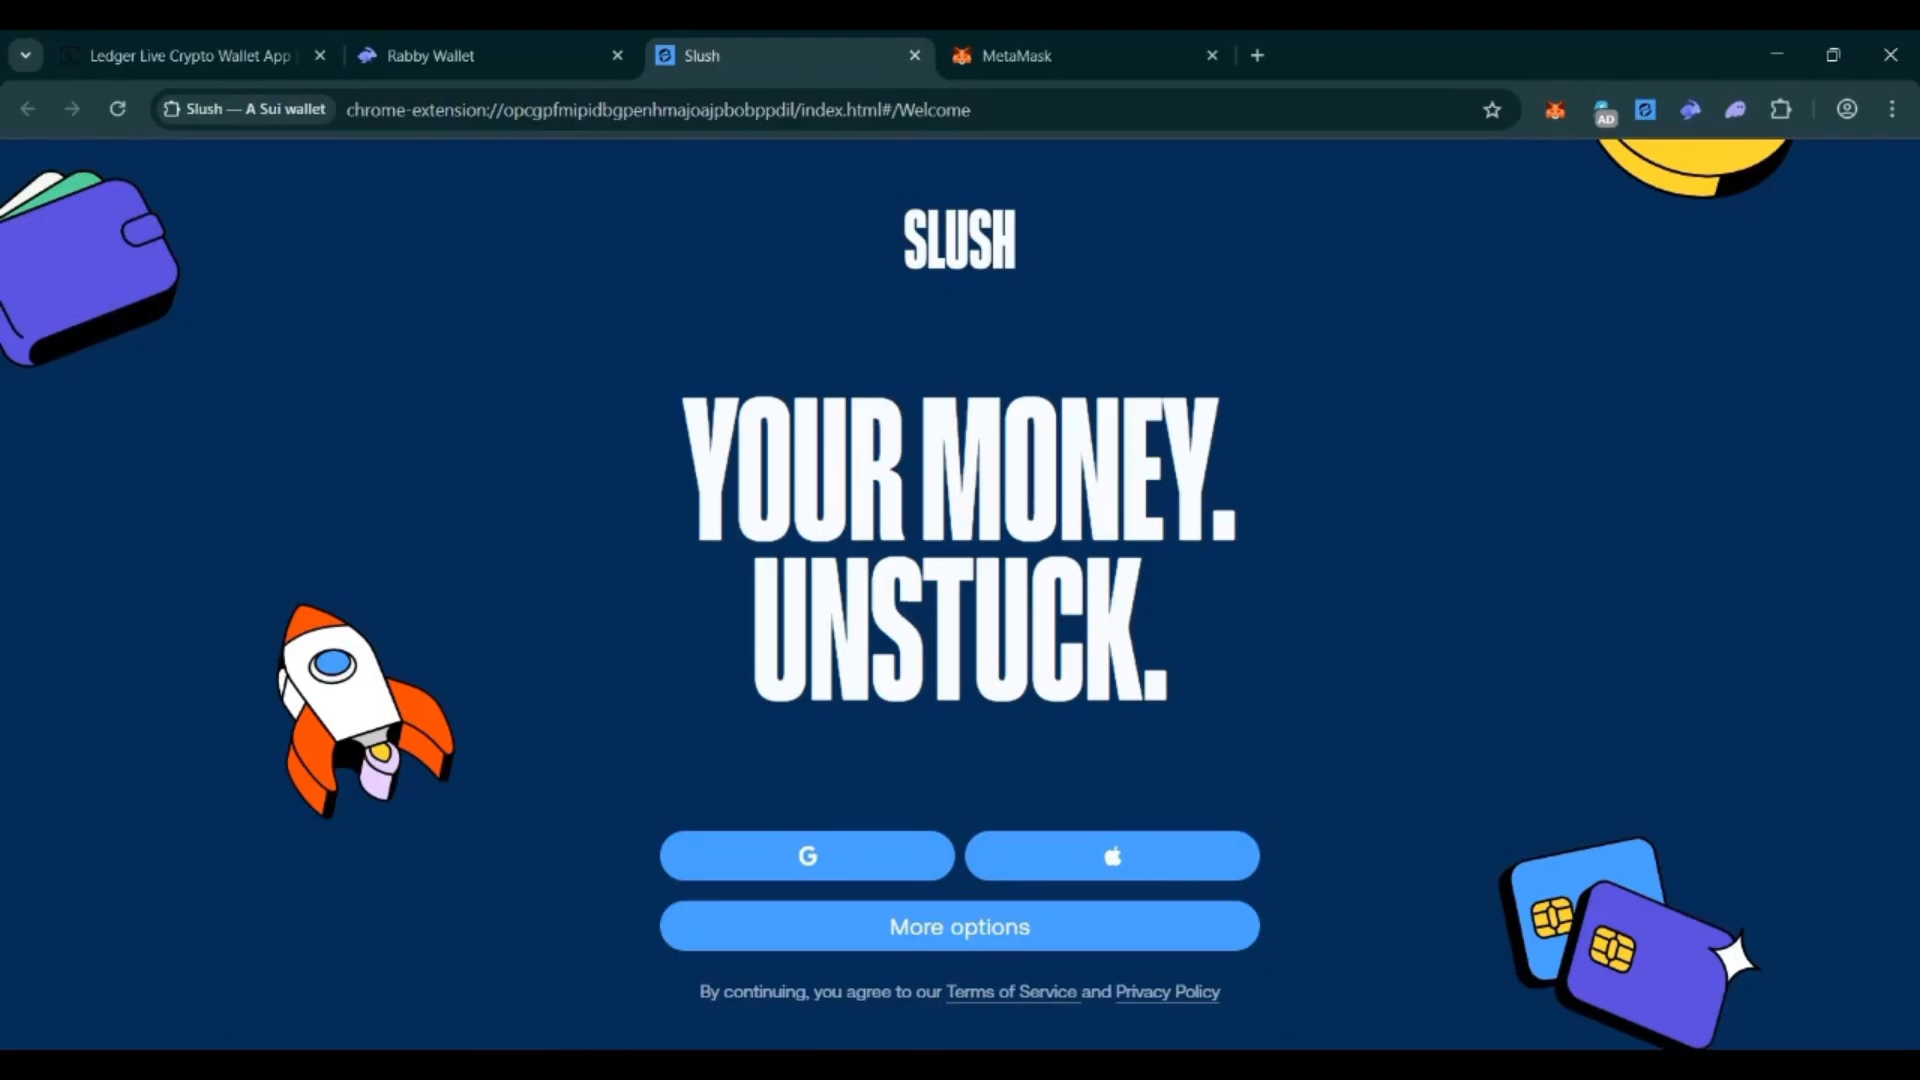 Ledger Live Crypto Wallet App
Rabby Wallet
Slush
MetaMask
Slush — A Sui wallet
chrome-extension://opcgpfmipidbgpenhmajoajpbobppdil/index.html#/Welcome
AD
SLUSH
YOUR MONEY.
UNSTUCK.
G
More options
By continuing, you agree to our Terms of Service and Privacy Policy